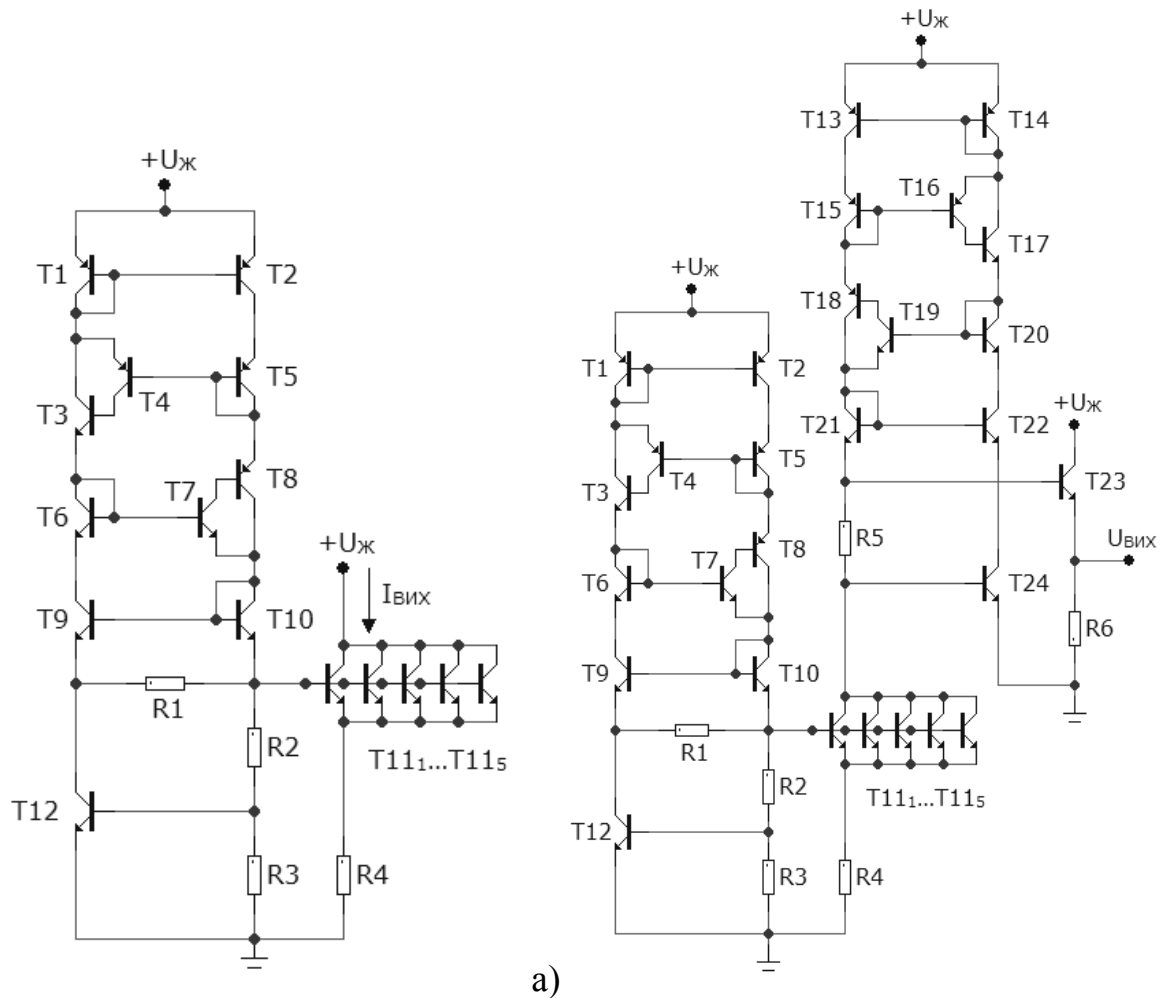 +Uж
T1
T2
T4
T5
T3
T8
T7
T6
+Uж
Iвих
T9
T10
R1
R2
T11₁...T11₅
T12
R3
R4
+Uж
T13
T14
T16
T15
T17
+Uж
T18
T19
T20
T1
T2
+Uж
T21
T22
T5
T4
T23
T3
R5
Uвих
T8
T7
T6
T24
R6
T9
T10
R1
R2
T11₁...T11₅
T12
R3
R4
а)